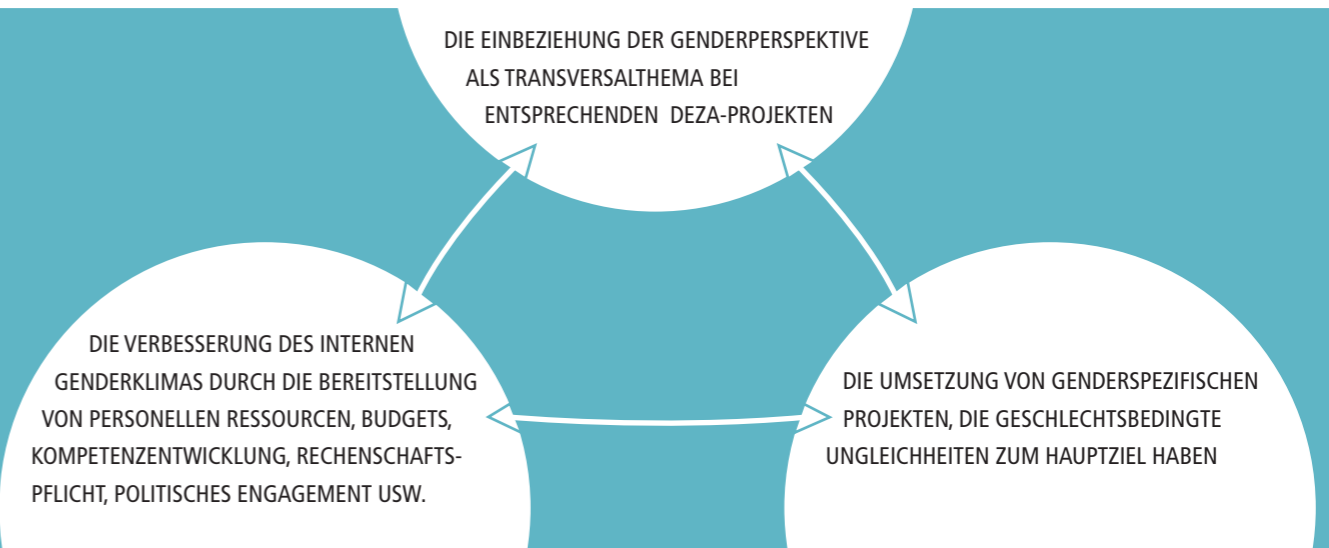 DIE EINBEZIEHUNG DER GENDERPERSPEKTIVE
ALS TRANSVERSALTHEMA BEI
ENTSPRECHENDEN DEZA-PROJEKTEN
DIE VERBESSERUNG DES INTERNEN
GENDERKLIMAS DURCH DIE BEREITSTELLUNG
VON PERSONELLEN RESSOURCEN, BUDGETS,
KOMPETENZENTWICKLUNG, RECHENSCHAFTS-
PFLICHT, POLITISCHES ENGAGEMENT USW.
DIE UMSETZUNG VON GENDERSPEZIFISCHEN
PROJEKTEN, DIE GESCHLECHTSBEDINGTE
UNGLEICHHEITEN ZUM HAUPTZIEL HABEN